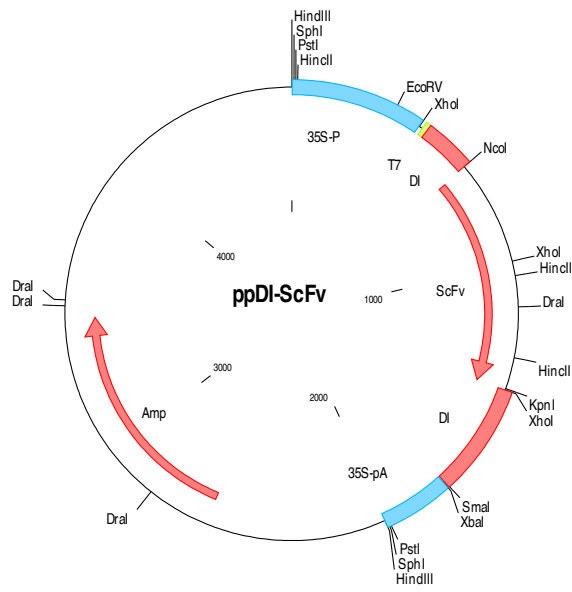 HindIII
SphI
PstI
HincII
EcoRV
XhoI
35S-P
NcoI
T7
DI
XhoI
HincII
DraI
ScFv
1000
4000
ppDI-ScFv
DraI
DraI
HincII
3000
2000
KpnI
XhoI
DI
Amp
35S-pA
SmaI
XbaI
DraI
PstI
SphI
HindIII